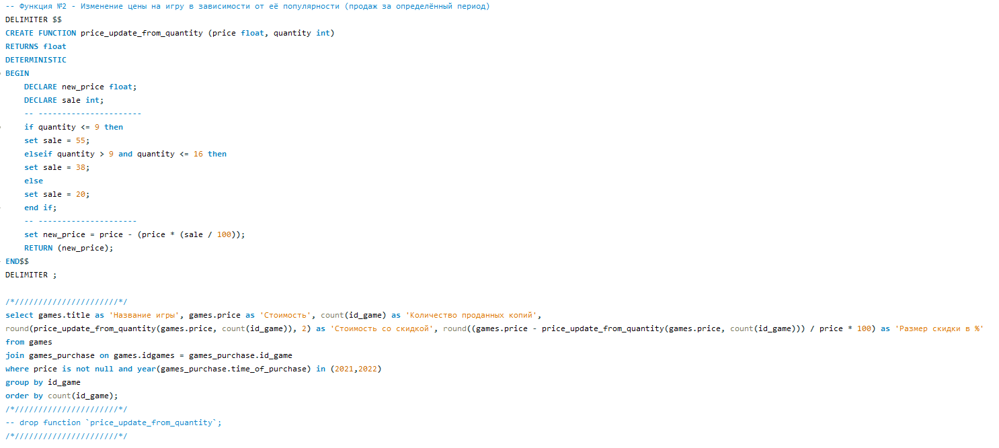 -- Функция №2 - Изменение цены на игру в зависимости от её популярности (продаж за определённый период)
DELIMITER $$
CREATE FUNCTION price_update_from_quantity (price float, quantity int)
RETURNS float
DETERMINISTIC
BEGIN
    DECLARE new_price float;
    DECLARE sale int;
    -- ----------------------
    if quantity <= 9 then
    set sale = 55;
    elseif quantity > 9 and quantity <= 16 then
    set sale = 38;
    else
    set sale = 20;
    end if;
    -- ---------------------
    set new_price = price - (price * (sale / 100));
    RETURN (new_price);
END$$
DELIMITER ;

/*//////////////////////*/
select games.title as 'Название игры', games.price as 'Стоимость', count(id_game) as 'Количество проданных копий',
round(price_update_from_quantity(games.price, count(id_game)), 2) as 'Стоимость со скидкой', round((games.price - price_update_from_quantity(games.price, count(id_game))) / price * 100) as 'Размер скидки в %'
from games
join games_purchase on games.idgames = games_purchase.id_game
where price is not null and year(games_purchase.time_of_purchase) in (2021,2022)
group by id_game
order by count(id_game);
/*//////////////////////*/
-- drop function `price_update_from_quantity`;
/*//////////////////////*/